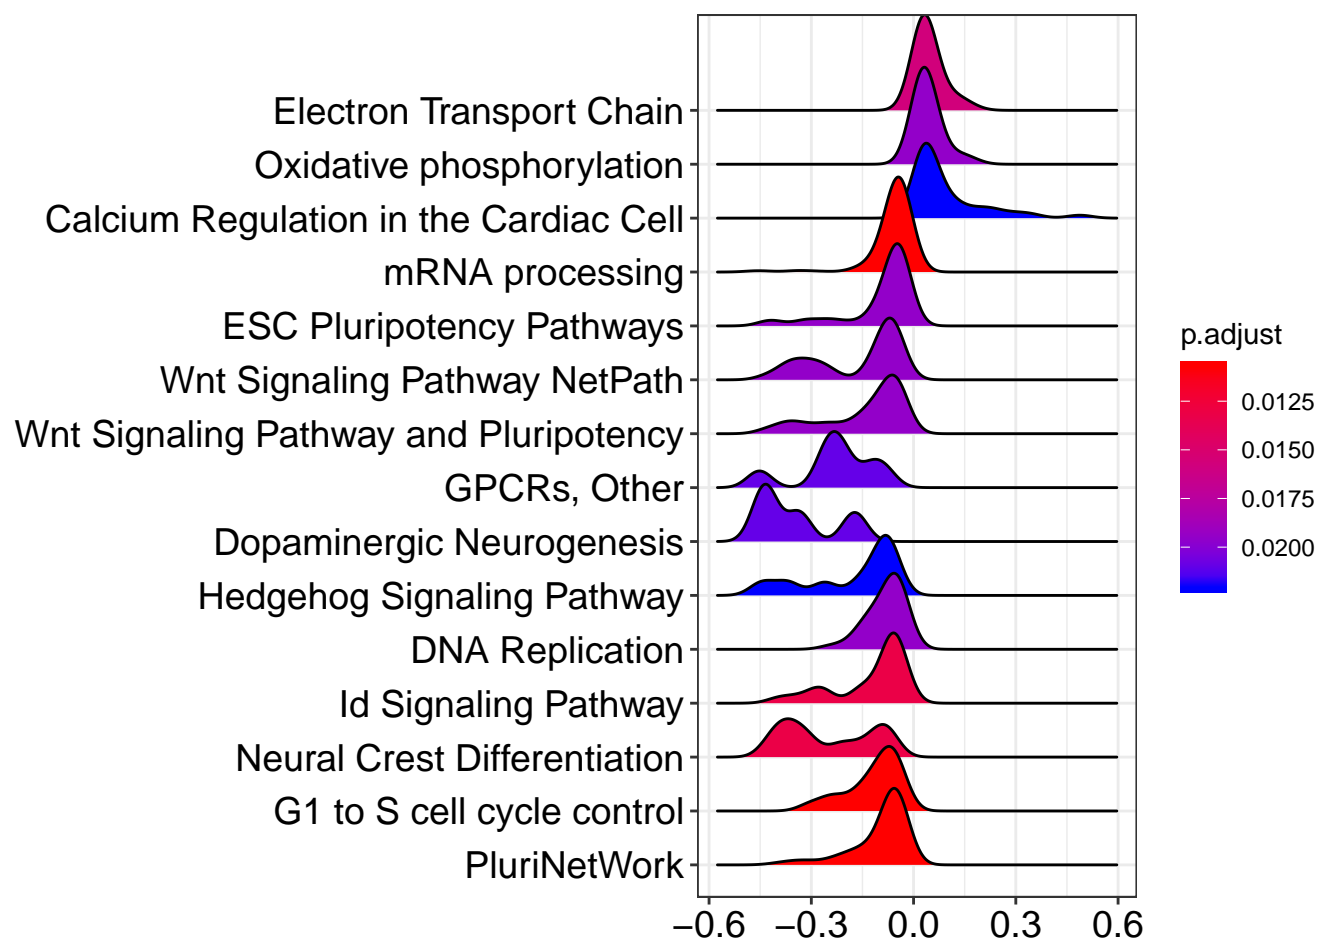 Electron Transport Chain
Oxidative phosphorylation
Calcium Regulation in the Cardiac Cell
mRNA processing
ESC Pluripotency Pathways
Wnt Signaling Pathway NetPath
Wnt Signaling Pathway and Pluripotency
GPCRs, Other
Dopaminergic Neurogenesis
Hedgehog Signaling Pathway
DNA Replication
Id Signaling Pathway
Neural Crest Differentiation
G1 to S cell cycle control
PluriNetWork
−0.6 −0.3 0.0 0.3 0.6
p.adjust
0.0125
0.0150
0.0175
0.0200